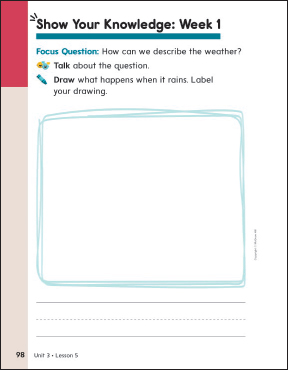 Show Your Knowledge: Week 1
Focus Question: How can we describe the weather?
Talk about the question.
Draw what happens when it rains. Label
your drawing.
98 Unit 3 • Lesson 5